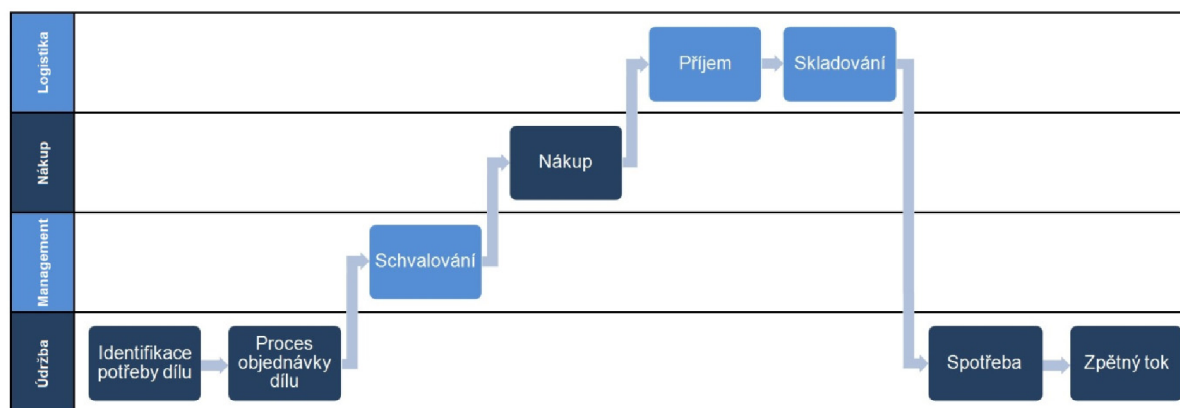 Logistika
Příjem
Skladování
Nákup
Nákup
Management
Schvalování
Údržba
Identifikace
potřeby dílu
Proces
objednávky
dílu
Spotřeba
Zpětný tok